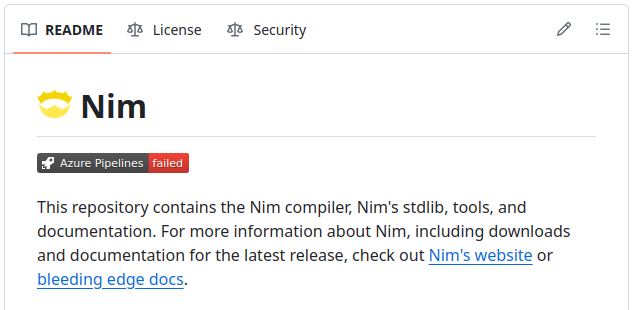 README License Security
Nim
Azure Pipelines failed
This repository contains the Nim compiler, Nim's stdlib, tools, and
documentation. For more information about Nim, including downloads
and documentation for the latest release, check out Nim's website or
bleeding edge docs.